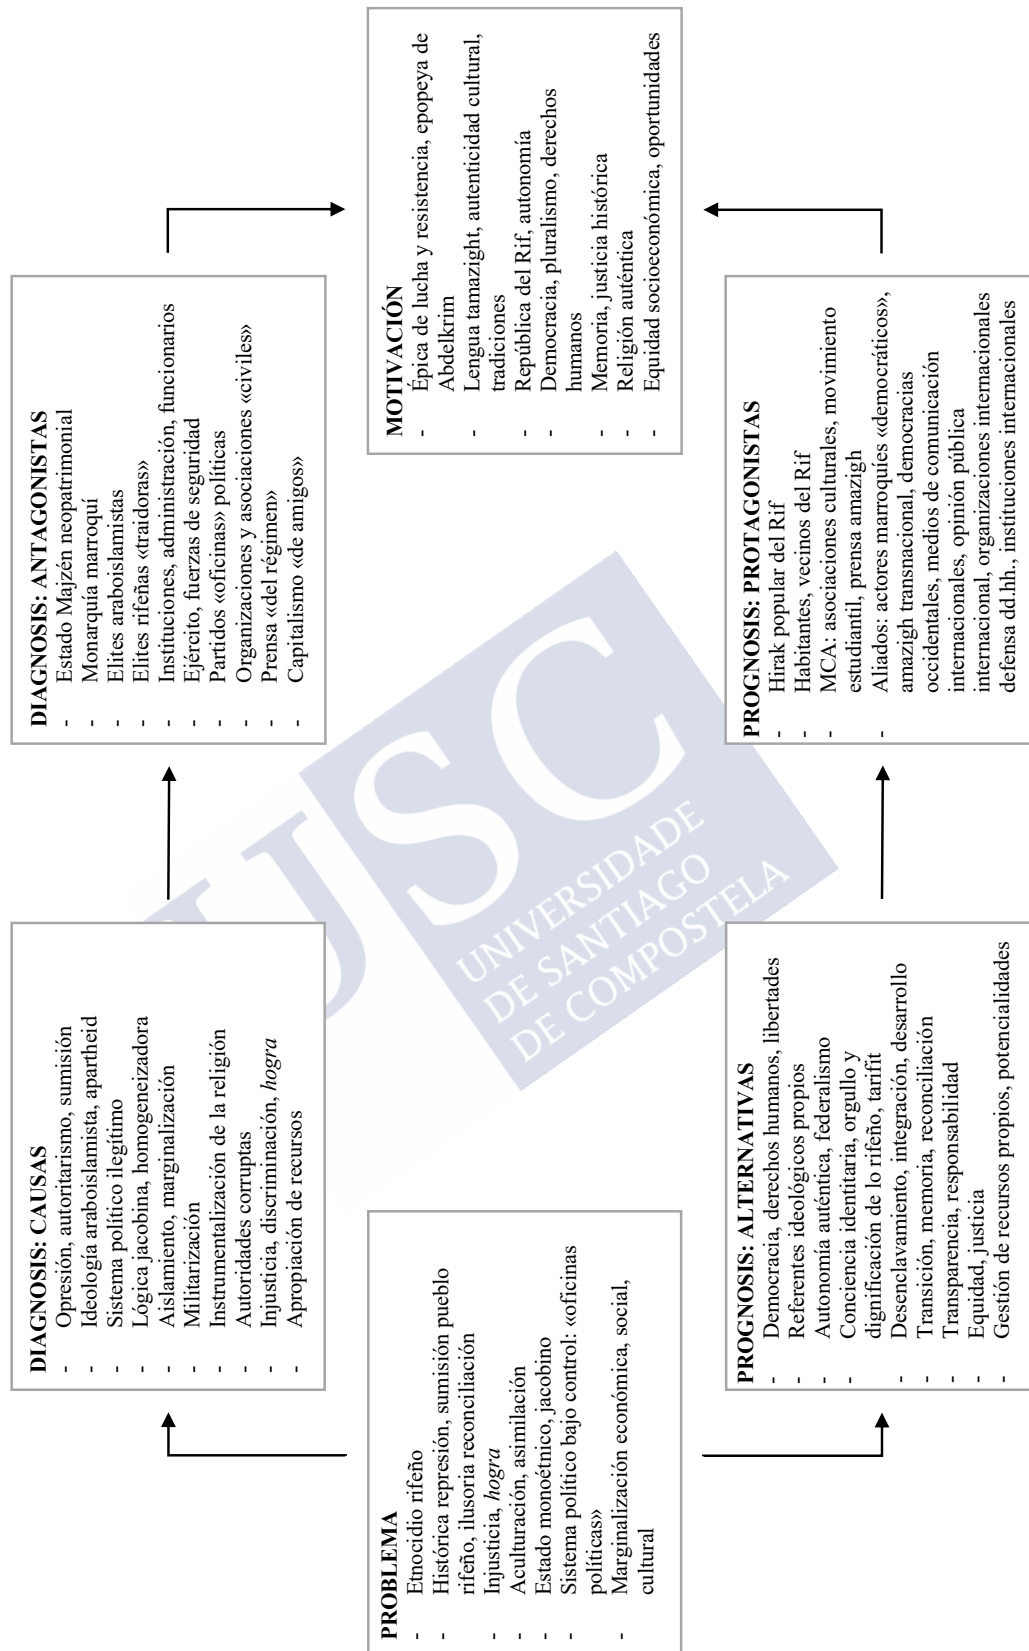 PROBLEMA
- Etnocidio rifeño
- Histórica represión, sumisión pueblo
rifeño, ilusoria reconciliación
- Injusticia, hogra
- Aculturación, asimilación
- Estado monoétnico, jacobino
- Sistema político bajo control: «oficinas
políticas»
- Marginalización económica, social,
cultural
DIAGNOSIS: CAUSAS
- Opresión, autoritarismo, sumisión
- Ideología araboislamista, apartheid
- Sistema político ilegítimo
- Lógica jacobina, homogeneizadora
- Aislamiento, marginalización
- Militarización
- Instrumentalización de la religión
- Autoridades corruptas
- Injusticia, discriminación, hogra
- Apropiación de recursos
DIAGNOSIS: ANTAGONISTAS
- Estado Majzén neopatrimonial
- Monarquía marroquí
- Elites araboislamistas
- Elites rifeñas «traidoras»
- Instituciones, administración, funcionarios
- Ejército, fuerzas de seguridad
- Partidos «oficinas» políticas
- Organizaciones y asociaciones «civiles»
- Prensa «del régimen»
- Capitalismo «de amigos»
PROGNOSIS: ALTERNATIVAS
- Democracia, derechos humanos, libertades
- Referentes ideológicos propios
- Autonomía auténtica, federalismo
- Conciencia identitaria, orgullo y
dignificación de lo rifeño, tarifit
- Desenclavamiento, integración, desarrollo
- Transición, memoria, reconciliación
- Transparencia, responsabilidad
- Equidad, justicia
- Gestión de recursos propios, potencialidades
PROGNOSIS: PROTAGONISTAS
- Hirak popular del Rif
- Habitantes, vecinos del Rif
- MCA: asociaciones culturales, movimiento
estudiantil, prensa amazigh
- Aliados: actores marroquíes «democráticos»,
amazigh transnacional, democracias
occidentales, medios de comunicación
internacionales, opinión pública
internacional, organizaciones internacionales
defensa dd.hh., instituciones internacionales
MOTIVACIÓN
- Épica de lucha y resistencia, epopeya de
Abdelkrim
- Lengua tamazight, autenticidad cultural,
tradiciones
- República del Rif, autonomía
- Democracia, pluralismo, derechos
humanos
- Memoria, justicia histórica
- Religión auténtica
- Equidad socioeconómica, oportunidades
USC
UNIVERSIDADE
DE SANTIAGO
DE COMPOSTELA